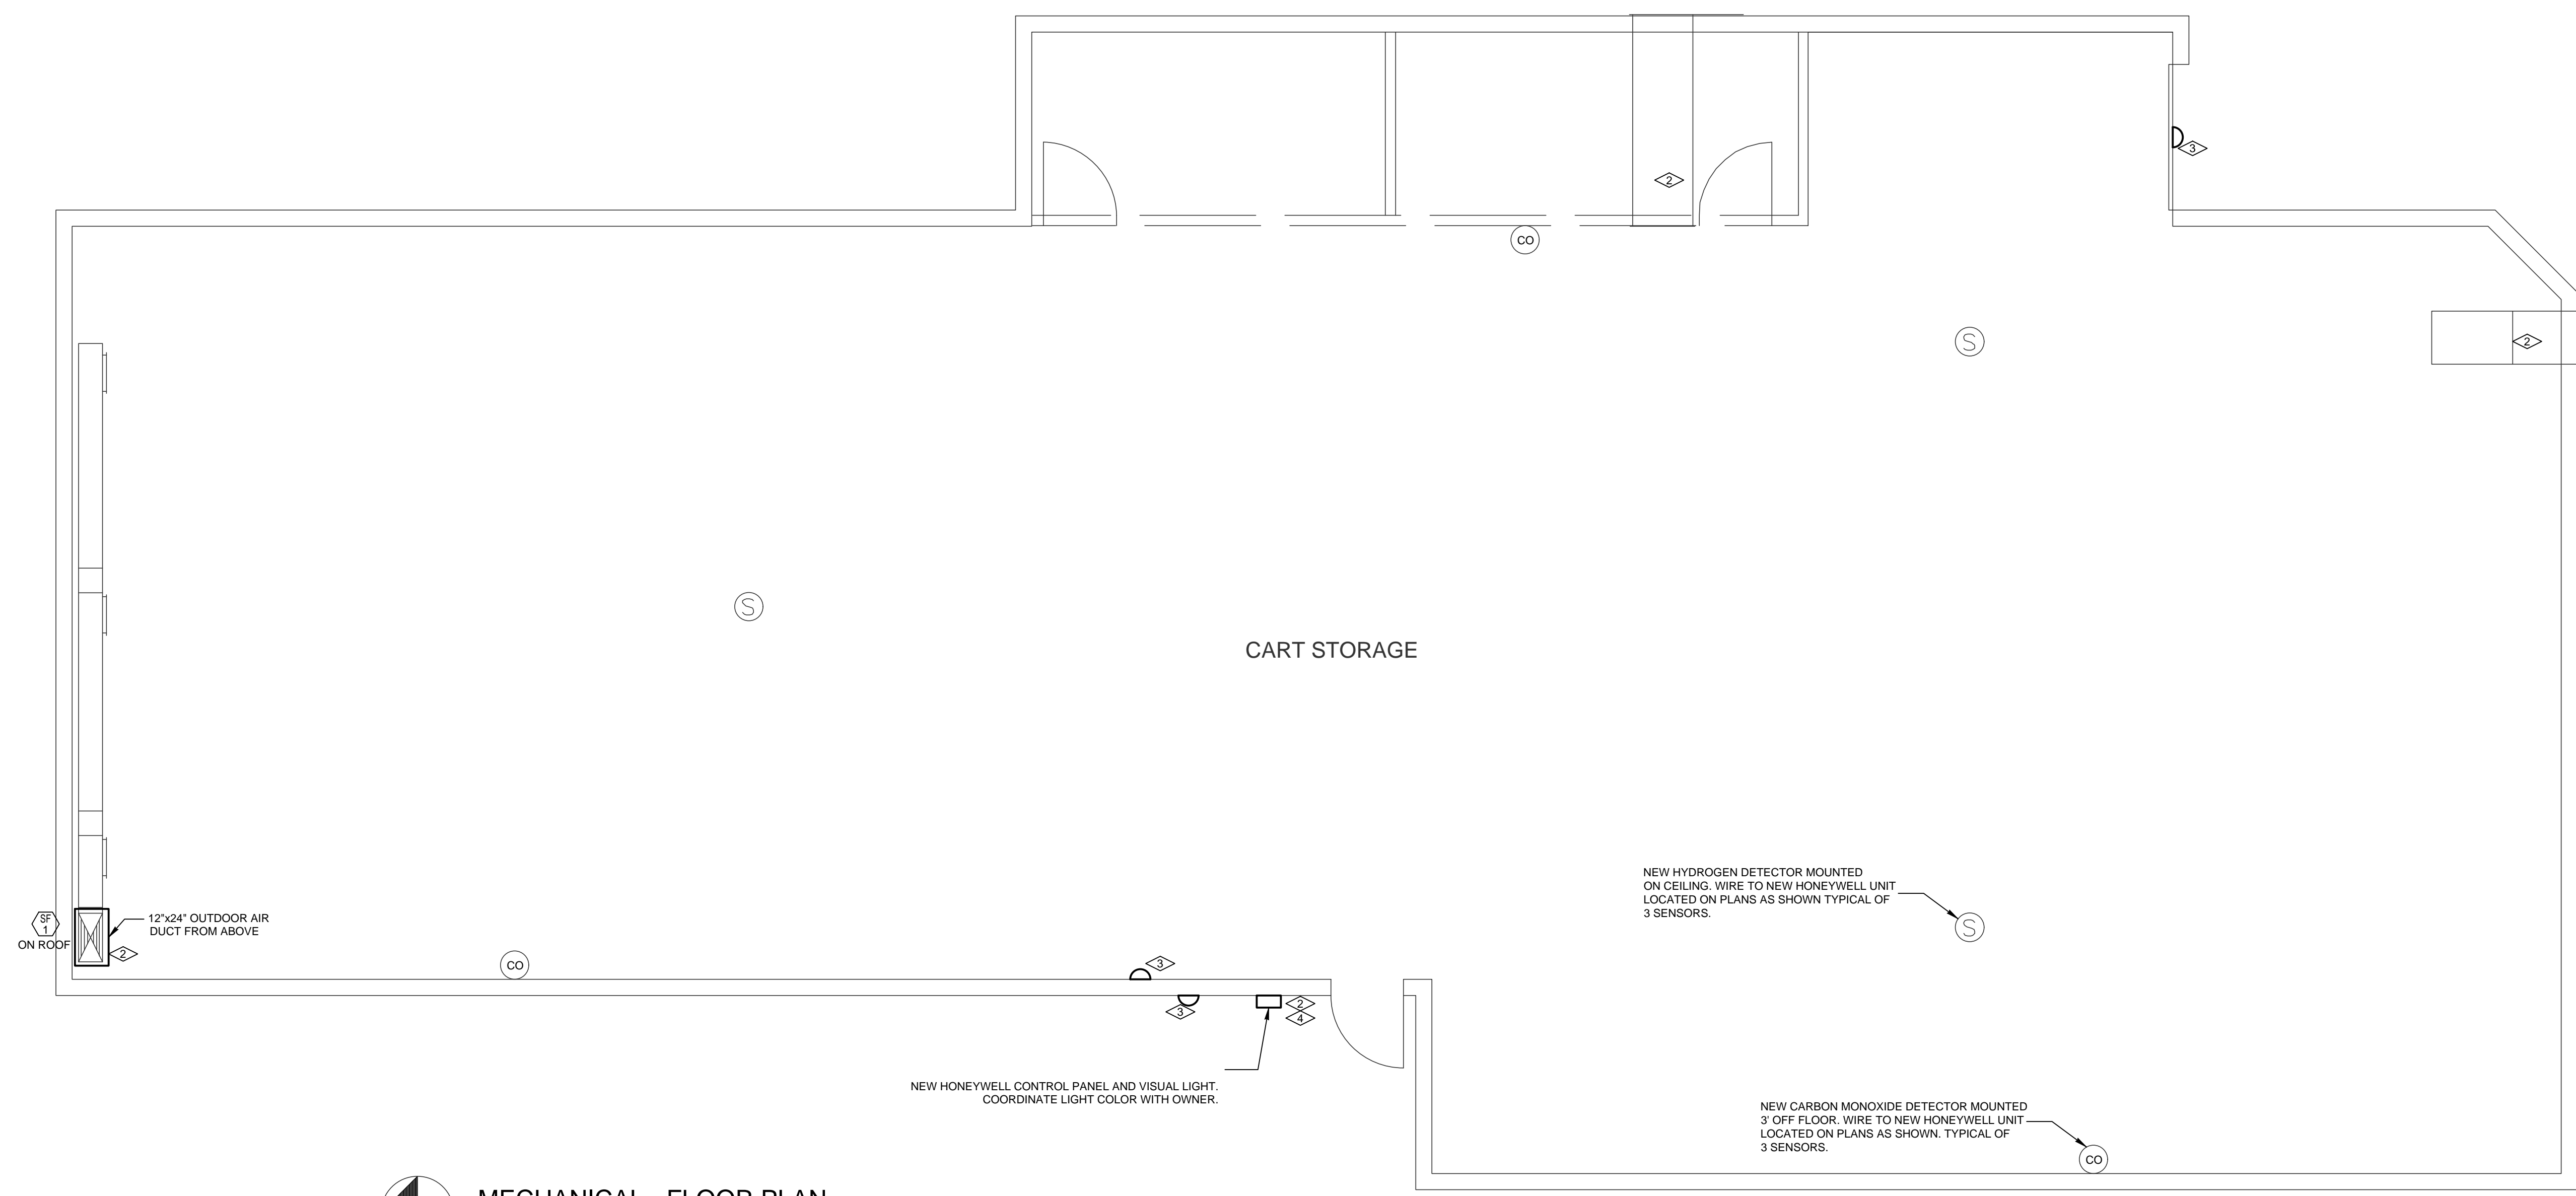 3
2
CO
S
2
S
CART STORAGE
NEW HYDROGEN DETECTOR MOUNTED
ON CEILING. WIRE TO NEW HONEYWELL UNIT
LOCATED ON PLANS AS SHOWN TYPICAL OF
3 SENSORS.
S
SF
1
ON ROOF
12"x24" OUTDOOR AIR
DUCT FROM ABOVE
2
CO
3
3
2
4
NEW HONEYWELL CONTROL PANEL AND VISUAL LIGHT.
COORDINATE LIGHT COLOR WITH OWNER.
NEW CARBON MONOXIDE DETECTOR MOUNTED
3' OFF FLOOR. WIRE TO NEW HONEYWELL UNIT
LOCATED ON PLANS AS SHOWN. TYPICAL OF
3 SENSORS.
CO
MECHANICAL - FLOOR PLAN